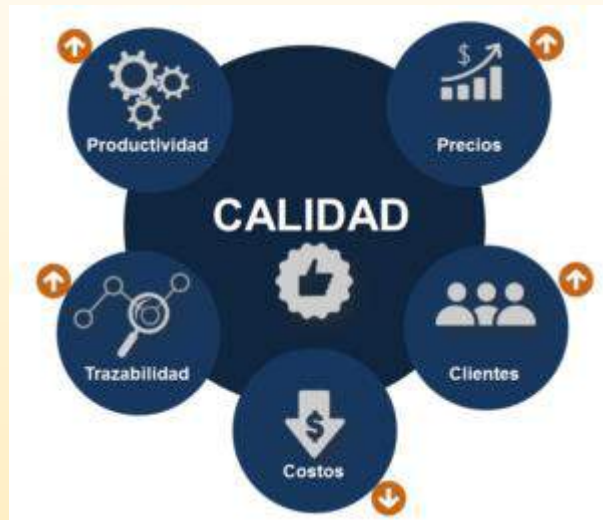 Productividad
Precios
CALIDAD
Trazabilidad
Clientes
Costos